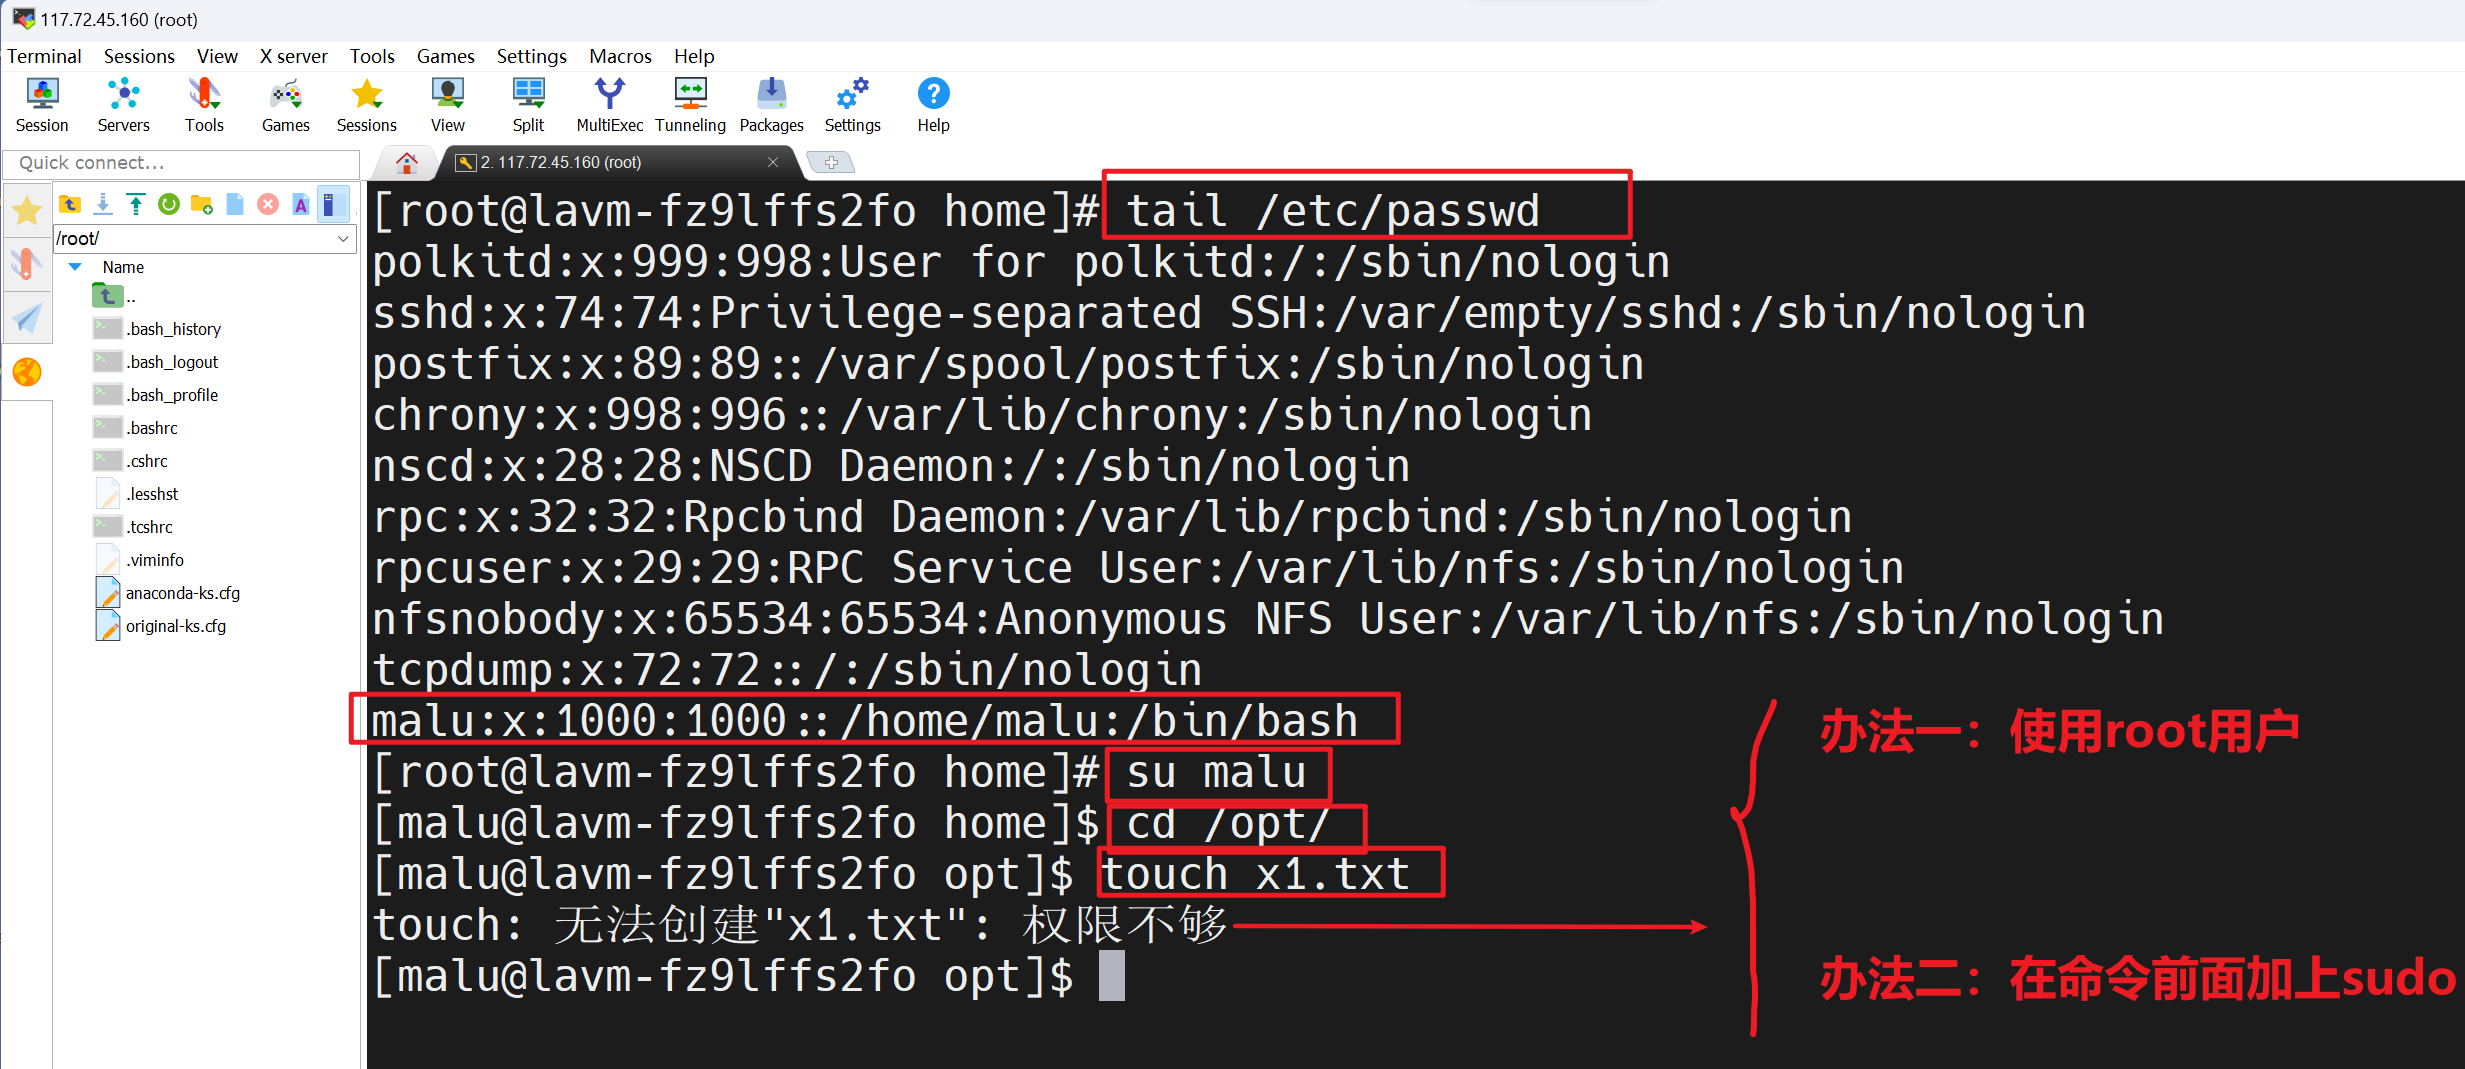 117.72.45.160 (root)
Terminal Sessions View X server Tools Games Settings Macros Help
Session Servers Tools Games Sessions View Split MultiExec Tunneling Packages Settings Help
Quick connect...
2. 117.72.45.160 (root)
/root/
Name
..
.bash_history
.bash_logout
.bash_profile
.bashrc
.cshrc
.lesshst
.tcshrc
.viminfo
anaconda-ks.cfg
original-ks.cfg
[root@lavm-fz9lffs2fo home]# tail /etc/passwd
polkitd:x:999:998:User for polkitd:/:/sbin/nologin
sshd:x:74:74:Privilege-separated SSH:/var/empty/sshd:/sbin/nologin
postfix:x:89:89::/var/spool/postfix:/sbin/nologin
chrony:x:998:996::/var/lib/chrony:/sbin/nologin
nscd:x:28:28:NSCD Daemon:/:/sbin/nologin
rpc:x:32:32:Rpcbind Daemon:/var/lib/rpcbind:/sbin/nologin
rpcuser:x:29:29:RPC Service User:/var/lib/nfs:/sbin/nologin
nfsnobody:x:65534:65534:Anonymous NFS User:/var/lib/nfs:/sbin/nologin
tcpdump:x:72:72::/:/sbin/nologin
malu:x:1000:1000::/home/malu:/bin/bash
[root@lavm-fz9lffs2fo home]# su malu
[malu@lavm-fz9lffs2fo home]$ cd /opt/
[malu@lavm-fz9lffs2fo opt]$ touch x1.txt
touch: 无法创建"x1.txt": 权限不够
[malu@lavm-fz9lffs2fo opt]$
办法一：使用root用户
办法二：在命令前面加上sudo